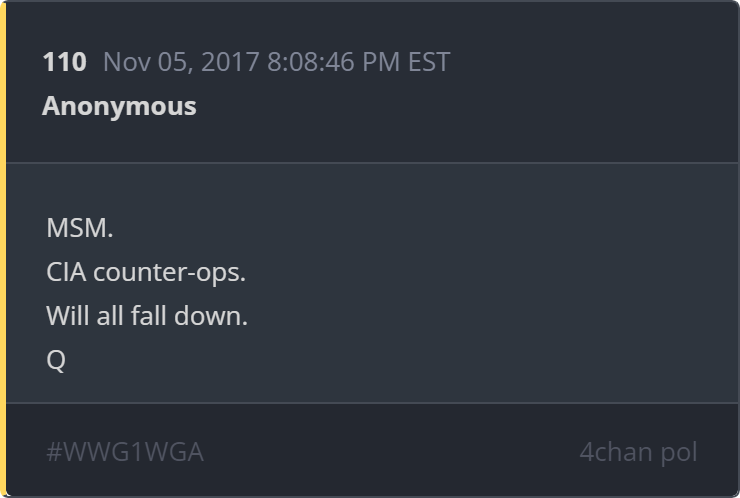 110 Nov 05, 2017 8:08:46 PM EST
Anonymous
MSM.
CIA counter-ops.
Will all fall down.
Q
#WWG1WGA 4chan pol